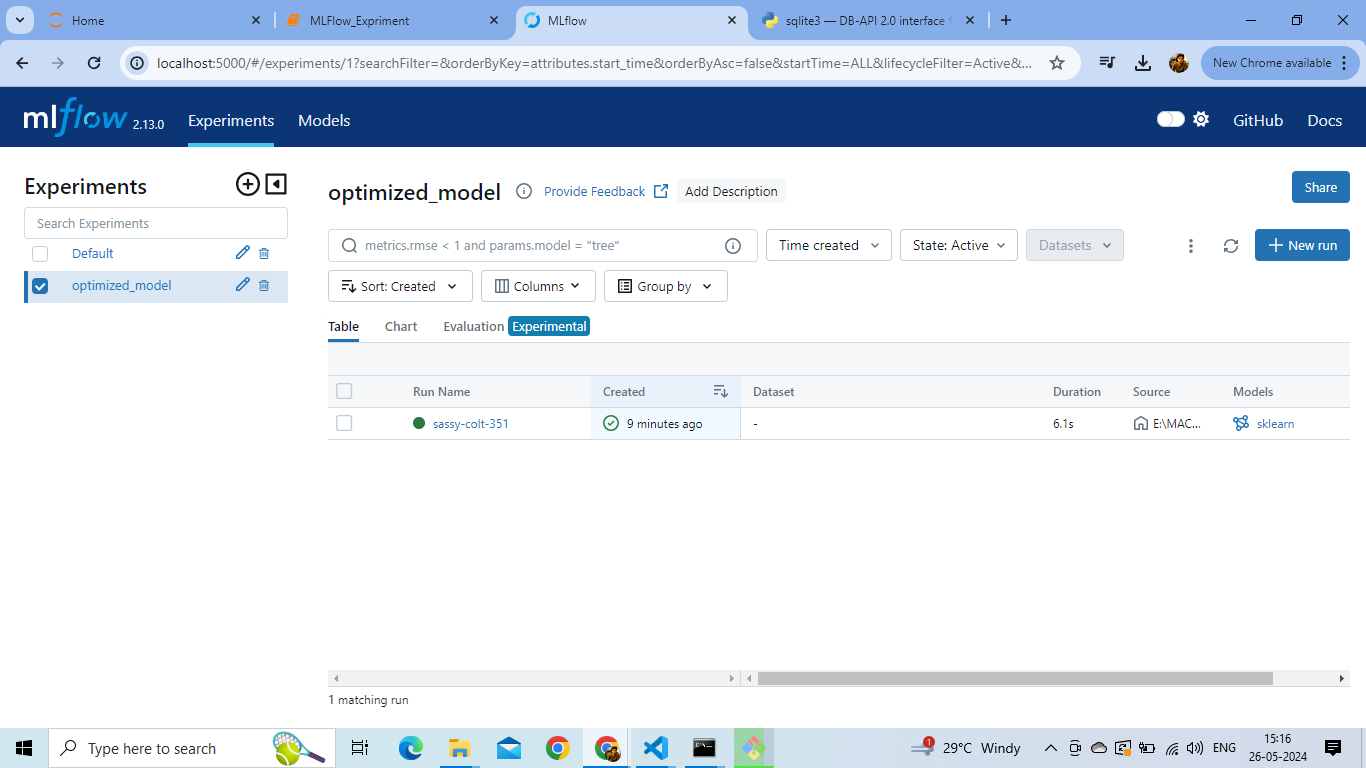 Home
MLFlow_Expriment
MLflow
sqlite3 — DB-API 2.0 interface f
localhost:5000/#/experiments/1?searchFilter=&orderByKey=attributes.start_time&orderByAsc=false&startTime=ALL&lifecycleFilter=Active&...
New Chrome available
mlflow 2.13.0
Experiments
Models
GitHub
Docs
Experiments
Search Experiments
Default
optimized_model
optimized_model
Provide Feedback
Add Description
Share
metrics.rmse < 1 and params.model = "tree"
Time created
State: Active
Datasets
New run
Sort: Created
Columns
Group by
Table
Chart
Evaluation Experimental
Run Name
Created
Dataset
Duration
Source
Models
sassy-colt-351
9 minutes ago
-
6.1s
E:\MAC...
sklearn
1 matching run
Type here to search
1
29°C Windy
ENG
15:16
26-05-2024